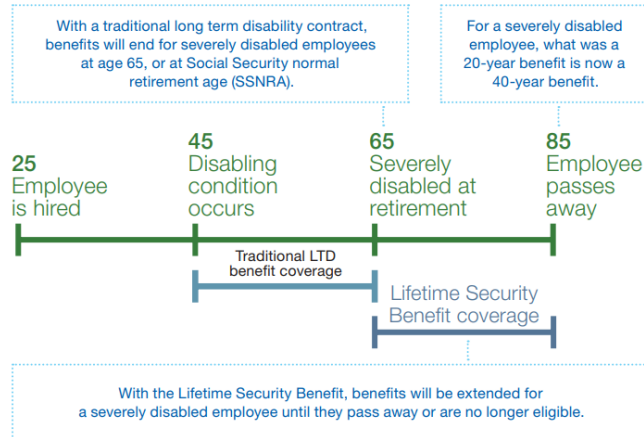 With a traditional long term disability contract,
benefits will end for severely disabled employees
at age 65, or at Social Security normal
retirement age (SSNRA).
For a severely disabled
employee, what was a
20-year benefit is now a
40-year benefit.
25
Employee
is hired
45
Disabling
condition
occurs
65
Severely
disabled at
retirement
85
Employee
passes
away
Traditional LTD
benefit coverage
Lifetime Security
Benefit coverage
With the Lifetime Security Benefit, benefits will be extended for
a severely disabled employee until they pass away or are no longer eligible.